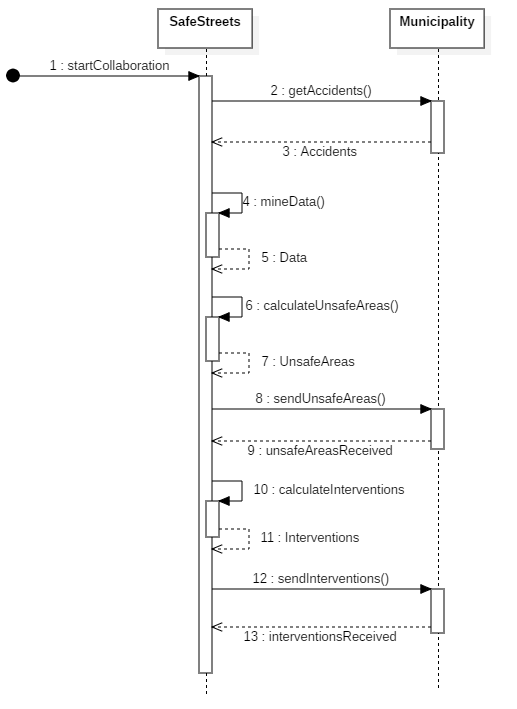 SafeStreets
Municipality
1 : startCollaboration
2 : getAccidents()
3 : Accidents
4 : mineData()
5 : Data
6 : calculateUnsafeAreas()
7 : UnsafeAreas
8 : sendUnsafeAreas()
9 : unsafeAreasReceived
10 : calculateInterventions
11 : Interventions
12 : sendInterventions()
13 : interventionsReceived